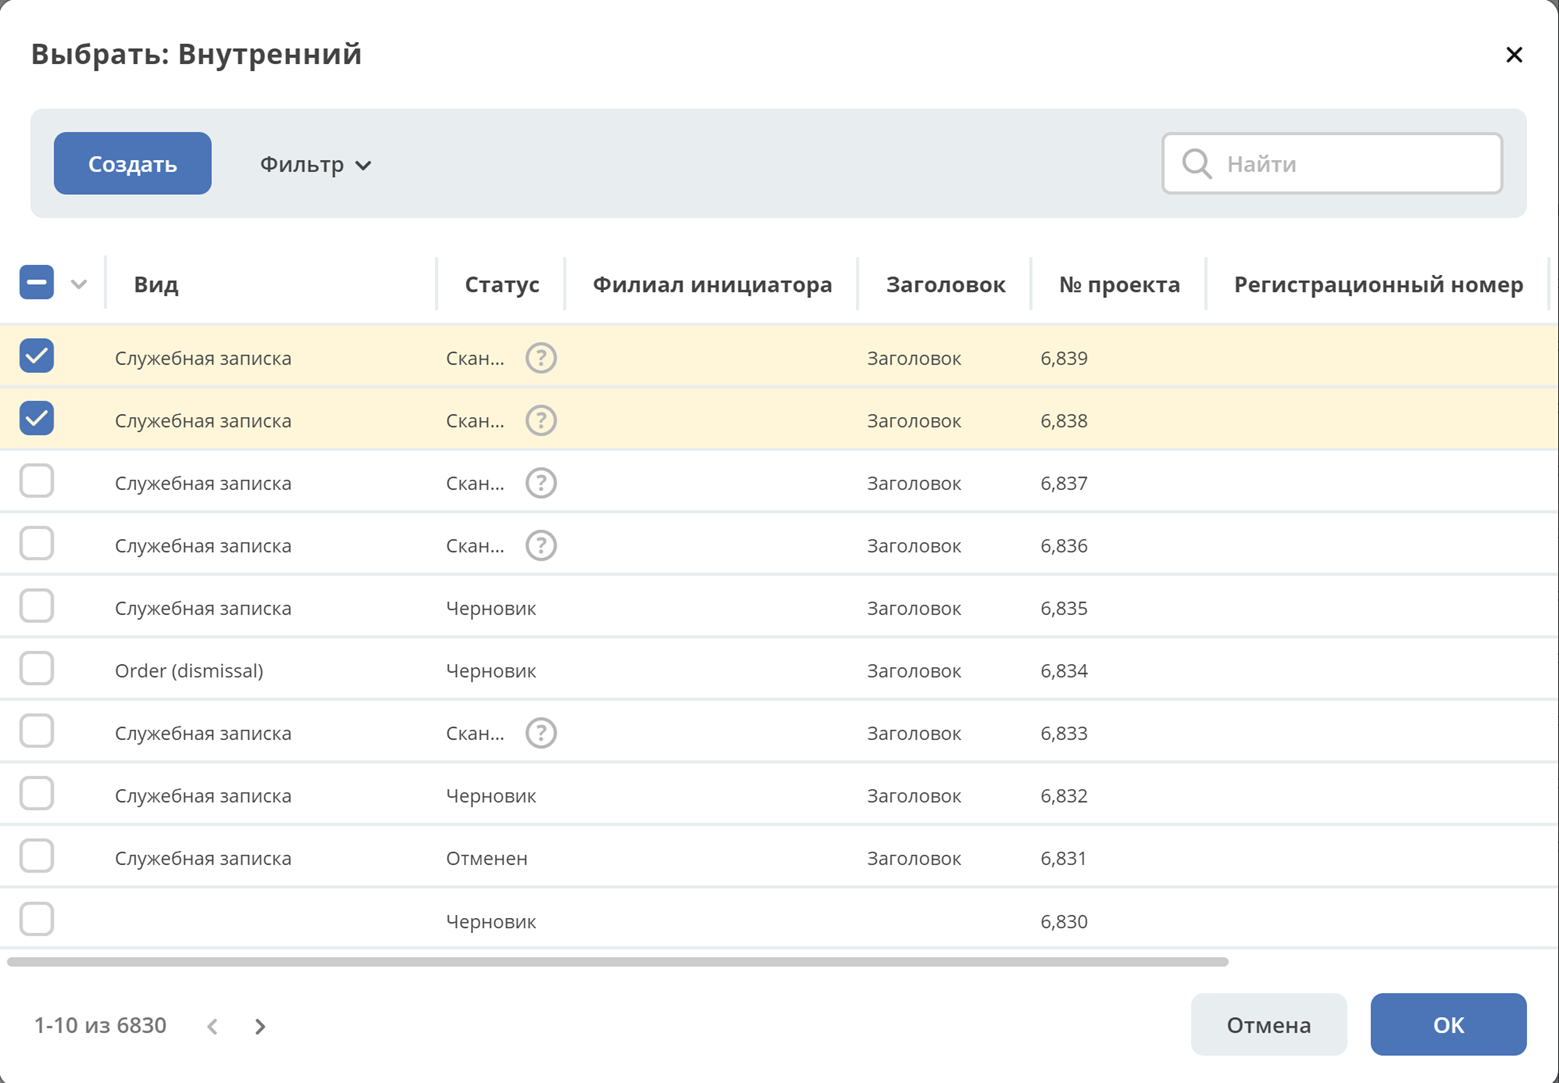 Выбрать: Внутренний
Создать Фильтр Найти
Вид Статус Филиал инициатора Заголовок № проекта Регистрационный номер
Служебная записка Скан... ? Заголовок 6,839
Служебная записка Скан... ? Заголовок 6,838
Служебная записка Скан... ? Заголовок 6,837
Служебная записка Скан... ? Заголовок 6,836
Служебная записка Черновик Заголовок 6,835
Order (dismissal) Черновик Заголовок 6,834
Служебная записка Скан... ? Заголовок 6,833
Служебная записка Черновик Заголовок 6,832
Служебная записка Отменен Заголовок 6,831
Черновик 6,830
1-10 из 6830 Отмена OK